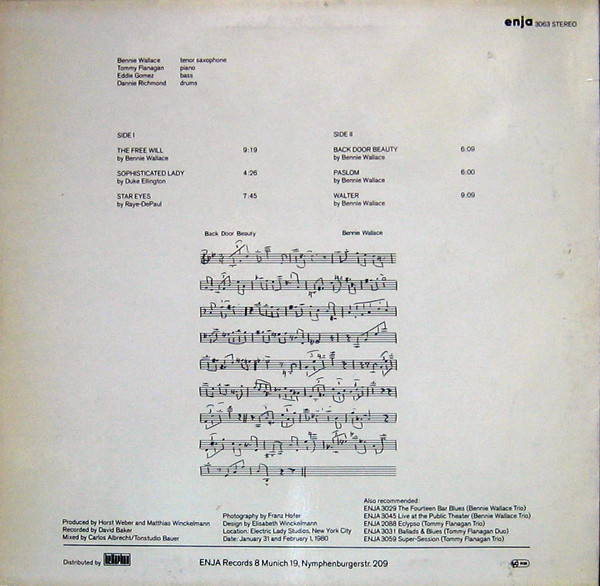 enja 3063 STEREO
Bennie Wallace tenor saxophone
Tommy Flanagan piano
Eddie Gomez bass
Dannie Richmond drums
SIDE I
THE FREE WILL 9:19
by Bennie Wallace
SOPHISTICATED LADY 4:26
by Duke Ellington
STAR EYES 7:45
by Raye-DePaul
SIDE II
BACK DOOR BEAUTY 6:09
by Bennie Wallace
PASLOM 6:00
by Bennie Wallace
WALTER 9:09
by Bennie Wallace
Back Door Beauty Bennie Wallace
Produced by Horst Weber and Matthias Winckelmann
Recorded by David Baker
Mixed by Carlos Albrecht/Tonstudio Bauer
Photography by Franz Hofer
Design by Elisabeth Winckelmann
Location: Electric Lady Studios, New York City
Date: January 31 and February 1, 1980
Also recommended:
ENJA 3029 The Fourteen Bar Blues (Bennie Wallace Trio)
ENJA 3045 Live at the Public Theater (Bennie Wallace Trio)
ENJA 2088 Eclypso (Tommy Flanagan Trio)
ENJA 3031 Ballads & Blues (Tommy Flanagan Duo)
ENJA 3059 Super-Session (Tommy Flanagan Trio)
Distributed by
ENJA Records 8 Munich 19, Nymphenburgerstr. 209